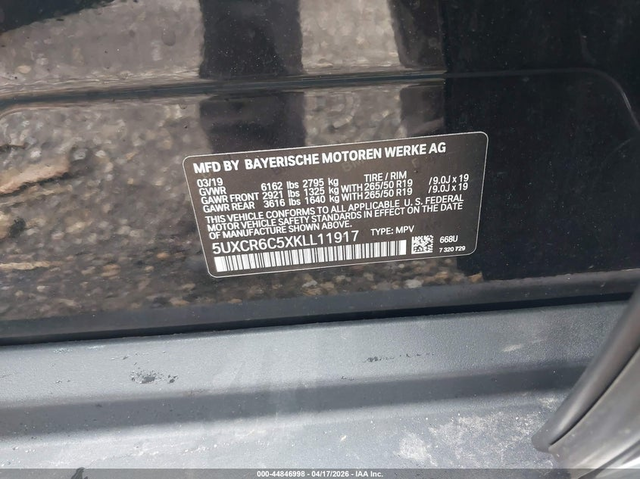 MFD BY BAYERISCHE MOTOREN WERKE AG
03/19 TIRE / RIM
GVWR 6162 lbs 2795 kg
GAWR FRONT 2921 lbs 1325 kg WITH 265/50 R19 /9.0J x 19
GAWR REAR 3616 lbs 1640 kg WITH 265/50 R19 /9.0J x 19
THIS VEHICLE CONFORMS TO ALL APPLICABLE U.S. FEDERAL
MOTOR VEHICLE SAFETY STANDARDS IN EFFECT ON THE DATE
OF MANUFACTURE SHOWN ABOVE.
5UXCR6C5XKLL11917 TYPE: MPV
668U
7 320 729
000-44846998 - 04/17/2026 - IAA Inc.